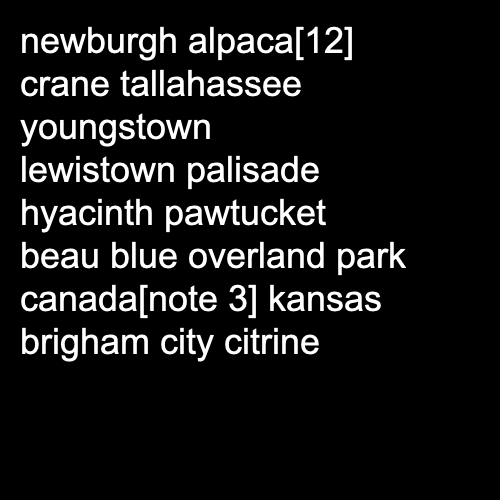 newburgh alpaca[12]
crane tallahassee
youngstown
lewistown palisade
hyacinth pawtucket
beau blue overland park
canada[note 3] kansas
brigham city citrine